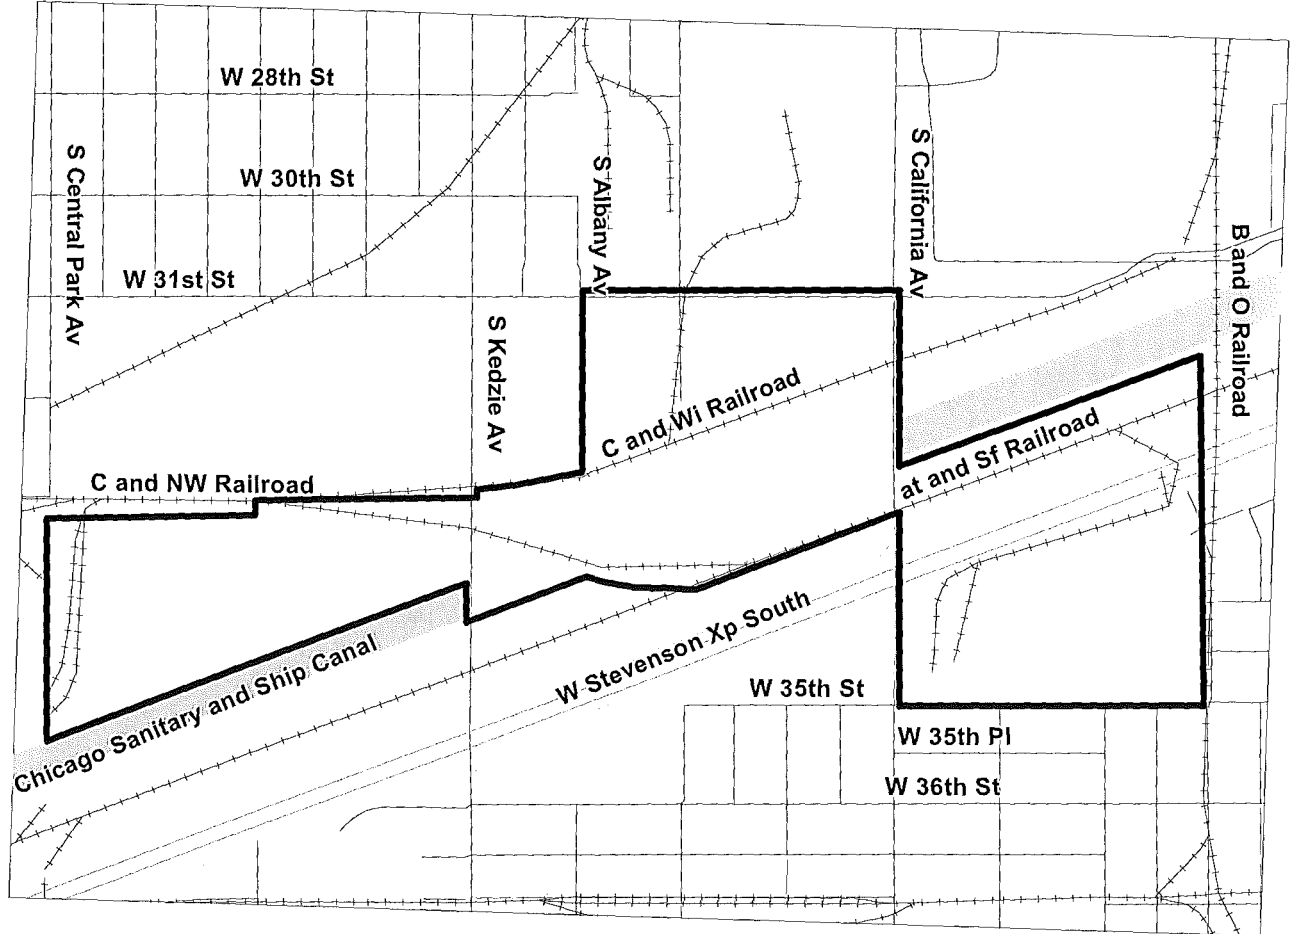 W 28th St
W 30th St
W 31st St
S Central Park Av
S Albany Av
S California Av
B and O Railroad
S Kedzie Av
C and Wi Railroad
C and NW Railroad
at and Sf Railroad
Chicago Sanitary and Ship Canal
W Stevenson Xp South
W 35th St
W 35th Pl
W 36th St